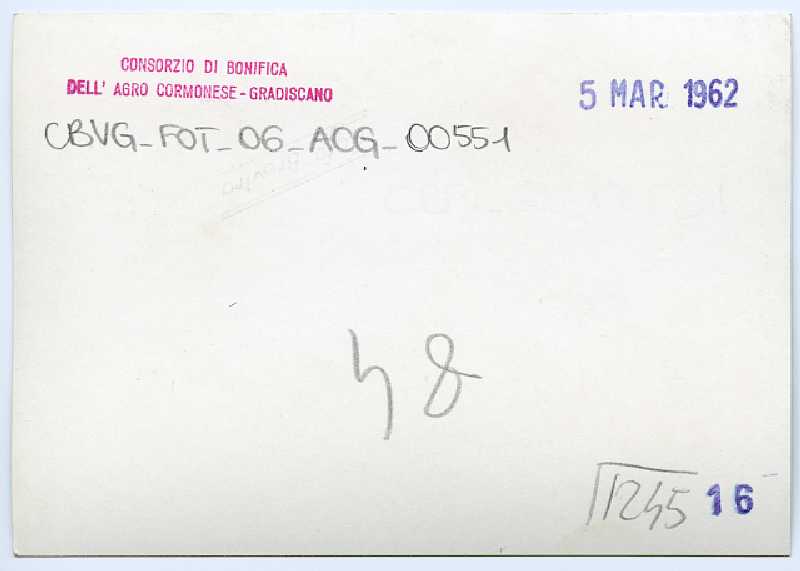 CONSORZIO DI BONIFICA
DELL' AGRO CORMONESE-GRADISCANO
5 MAR 1962
CBVG_FOT_06_ACG_00551
48
1245
16